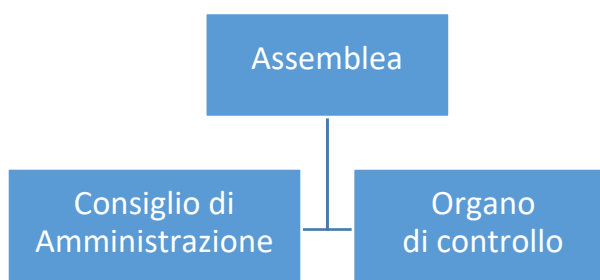 Assemblea
Consiglio di
Amministrazione
Organo
di controllo